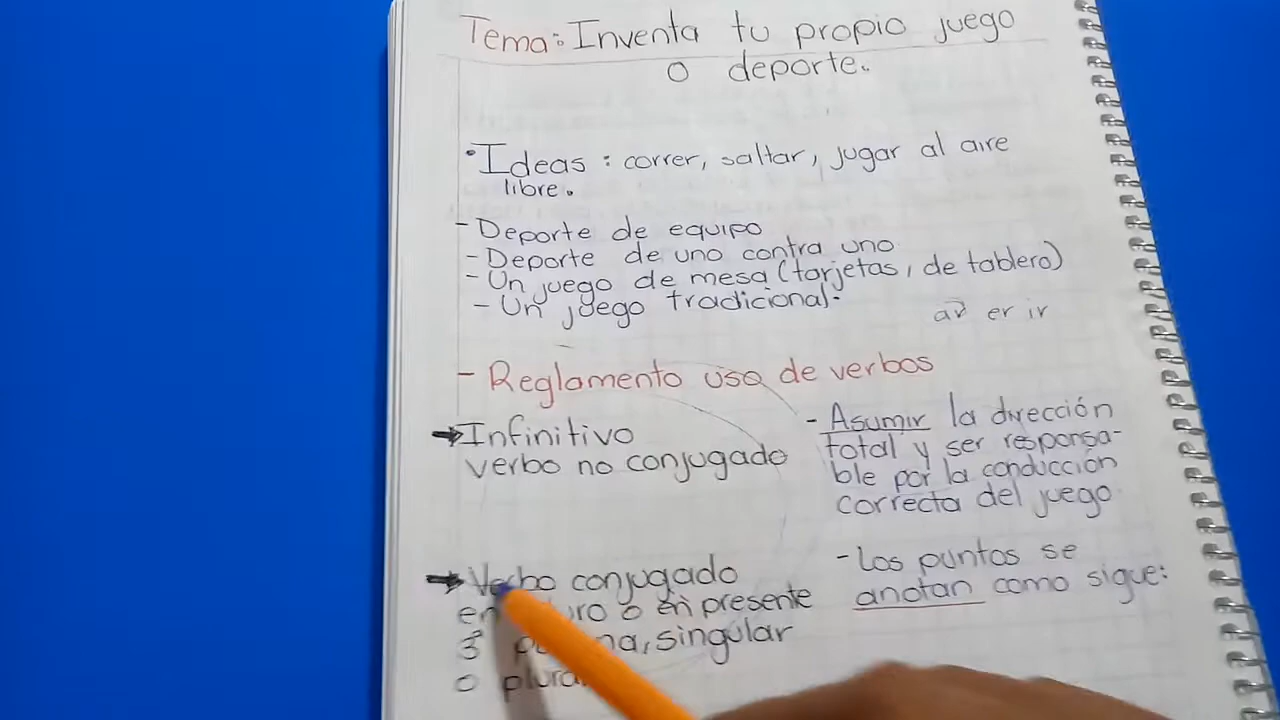 Tema: Inventa tu propio juego
o deporte.
• Ideas: correr, saltar, jugar al aire
libre.
- Deporte de equipo
- Deporte de uno contra uno
- Un juego de mesa (tarjetas, de tablero)
- Un juego tradicional.
ar er ir
- Reglamento uso de verbos
→ Infinitivo
verbo no conjugado
- Asumir la dirección
total y ser responsa-
ble por la conducción
correcta del juego
→ Verbo conjugado
o en presente
singular
o
- Los puntos se
anotan como sigue: